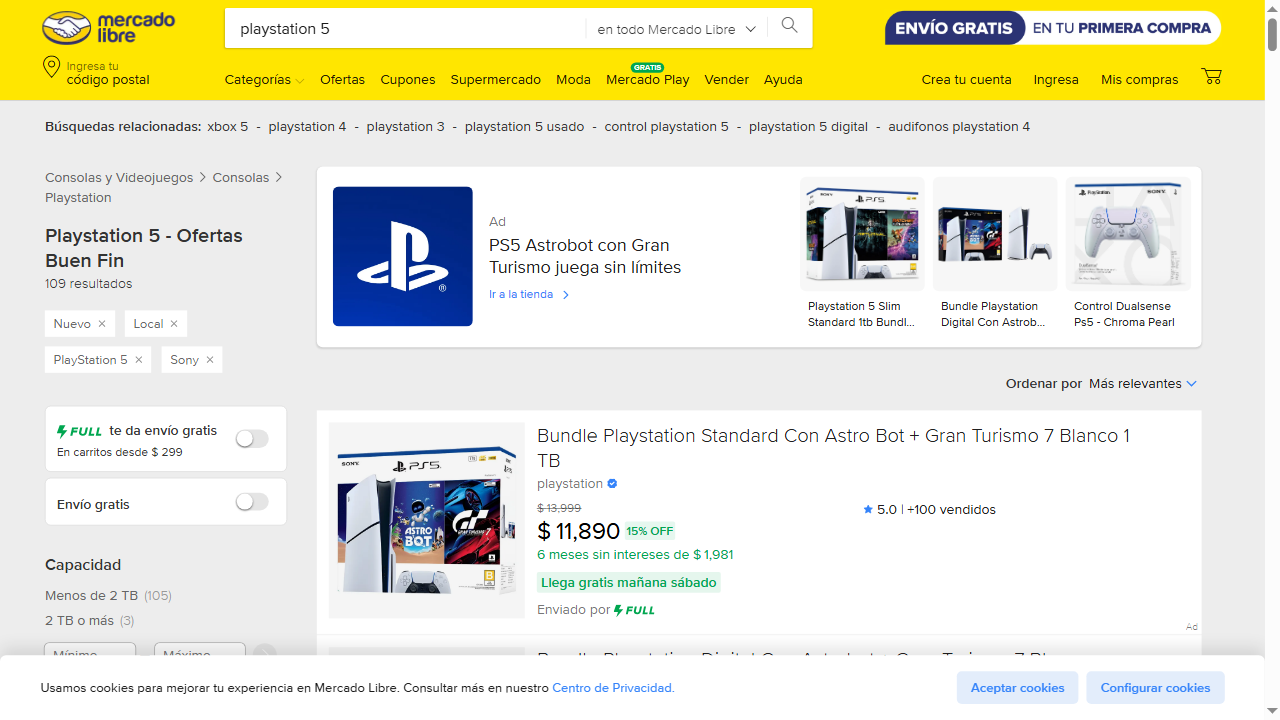 mercado
libre
playstation 5
en todo Mercado Libre
ENVÍO GRATIS EN TU PRIMERA COMPRA
Ingresa tu
código postal
Categorías
Ofertas
Cupones
Supermercado
Moda
GRATIS
Mercado Play
Vender
Ayuda
Crea tu cuenta
Ingresa
Mis compras
Búsquedas relacionadas: xbox 5 - playstation 4 - playstation 3 - playstation 5 usado - control playstation 5 - playstation 5 digital - audifonos playstation 4
Consolas y Videojuegos > Consolas >
Playstation
Playstation 5 - Ofertas
Buen Fin
109 resultados
Nuevo ×
Local ×
PlayStation 5 ×
Sony ×
FULL te da envío gratis
En carritos desde $ 299
Envío gratis
Capacidad
Menos de 2 TB (105)
2 TB o más (3)
Mínimo
Máximo
Ad
PS5 Astrobot con Gran
Turismo juega sin límites
Ir a la tienda
Playstation 5 Slim
Standard 1tb Bundl...
Bundle Playstation
Digital Con Astrob...
Control Dualsense
Ps5 - Chroma Pearl
Ordenar por Más relevantes
SONY
PS5
ASTRO
BOT
GT
GRAN
TURISMO
Bundle Playstation Standard Con Astro Bot + Gran Turismo 7 Blanco 1
TB
playstation
$ 13,999
$ 11,890 15% OFF
6 meses sin intereses de $ 1,981
Llega gratis mañana sábado
Enviado por FULL
5.0 | +100 vendidos
Ad
Usamos cookies para mejorar tu experiencia en Mercado Libre. Consultar más en nuestro Centro de Privacidad.
Aceptar cookies
Configurar cookies